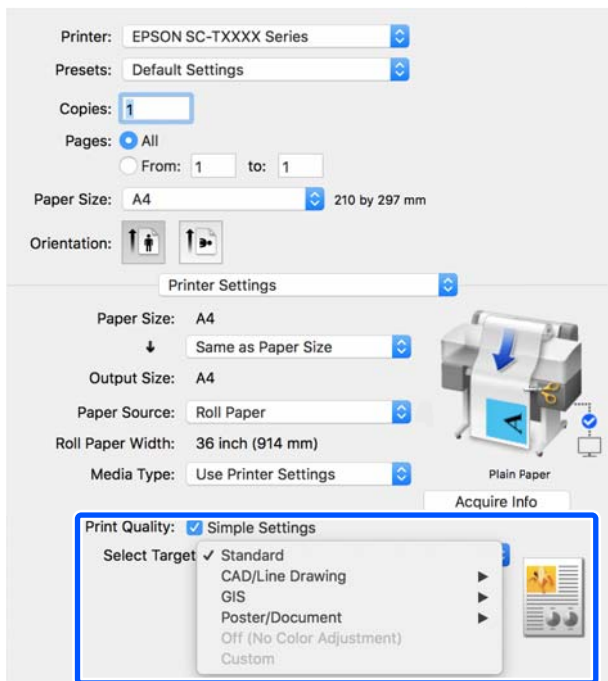 Printer: EPSON SC-TXXXX Series
Presets: Default Settings
Copies: 1
Pages: All
From: 1 to: 1
Paper Size: A4 210 by 297 mm
Orientation:
Printer Settings
Paper Size: A4
Same as Paper Size
Output Size: A4
Paper Source: Roll Paper
Roll Paper Width: 36 inch (914 mm)
Media Type: Use Printer Settings
Plain Paper
Acquire Info
Print Quality: Simple Settings
Select Target Standard
CAD/Line Drawing
GIS
Poster/Document
Off (No Color Adjustment)
Custom